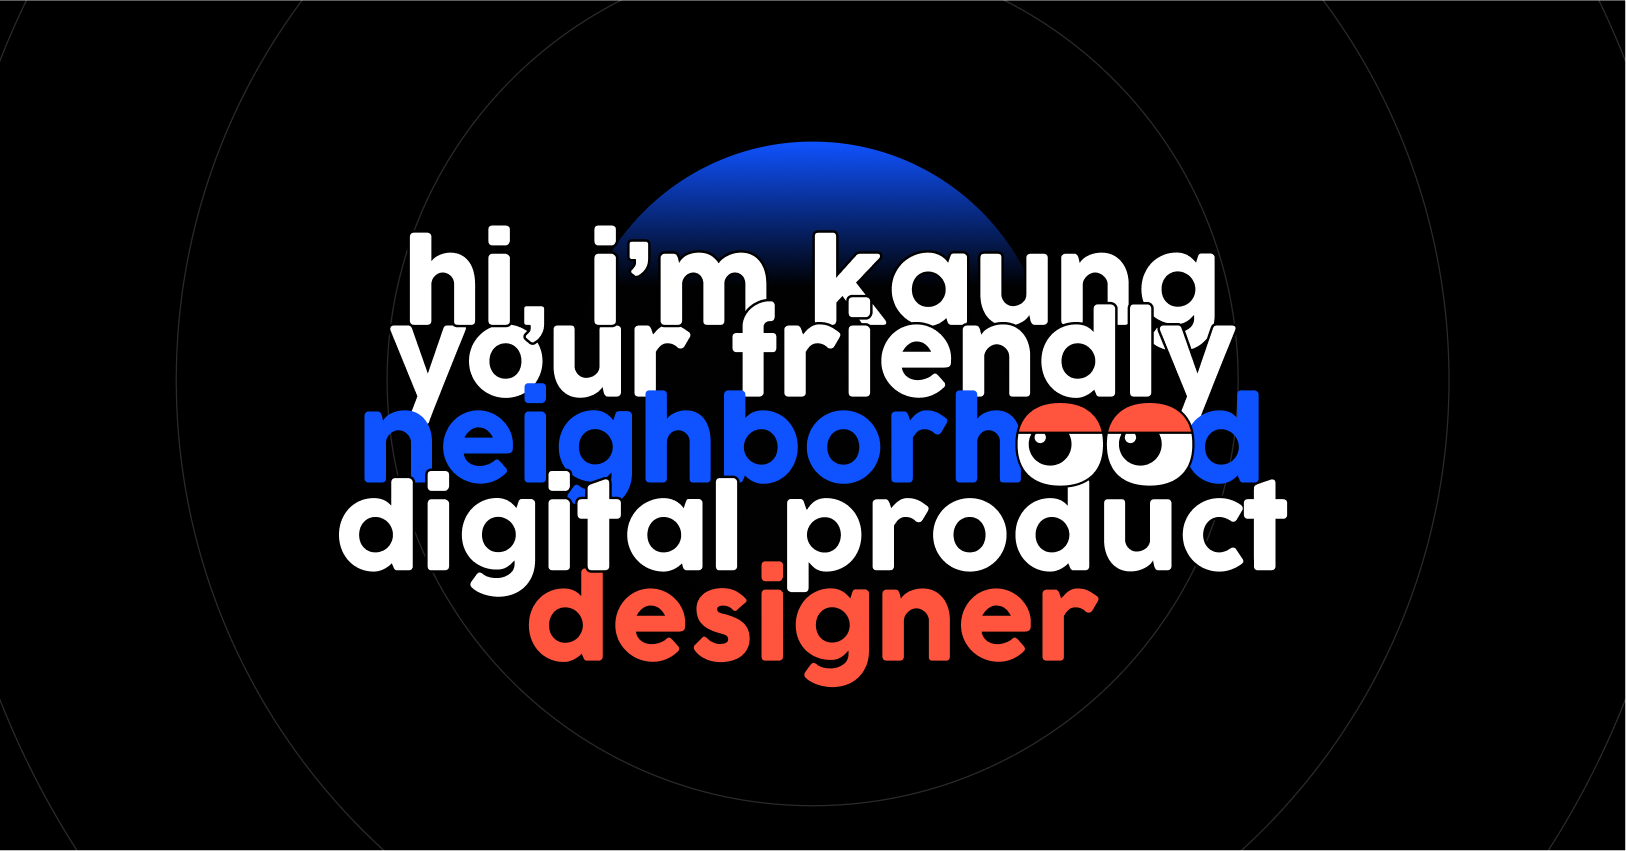 hi, i'm kaung
your friendly
neighborhood
digital product
designer